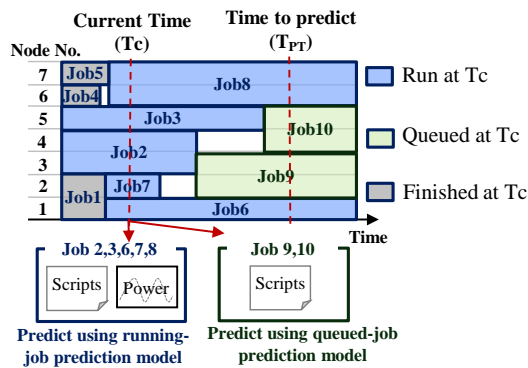 Current Time
(Tc)
Time to predict
(TPT)
Node No.
7
6
5
4
3
2
1
Job5
Job4
Job8
Job3
Job10
Job2
Job9
Job1
Job7
Job6
Time
Run at Tc
Queued at Tc
Finished at Tc
Job 2,3,6,7,8
Scripts
Power
Predict using running-
job prediction model
Job 9,10
Scripts
Predict using queued-job
prediction model